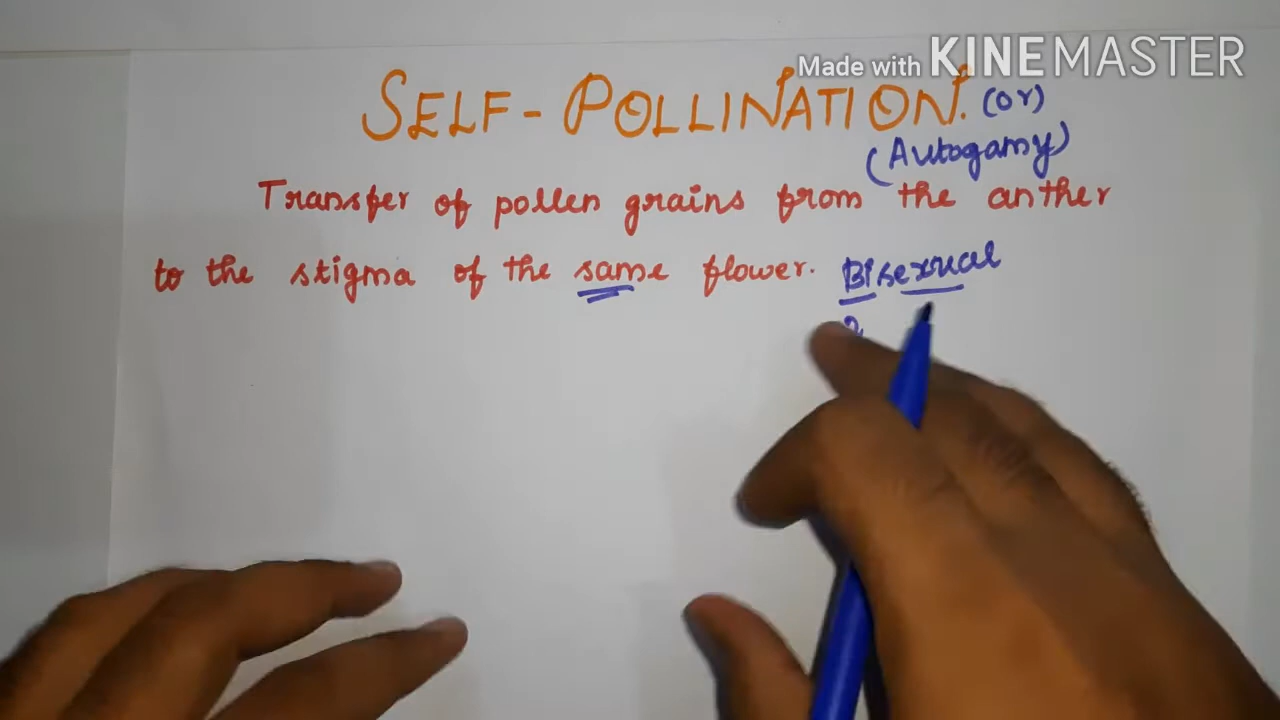 Made with KINEMASTER
SELF-POLLINATION. (or)
(Autogamy)
Transfer of pollen grains from the anther
to the stigma of the same flower. Bisexual
2